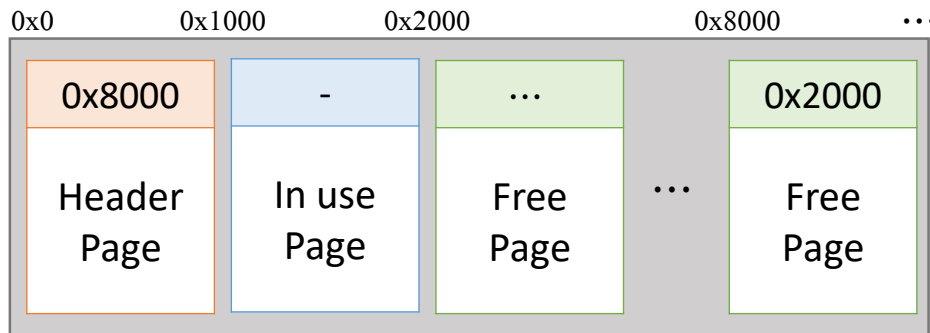 0x0 0x1000 0x2000 0x8000 ...
0x8000 - ... 0x2000
Header Page
In use Page
Free Page
...
Free Page